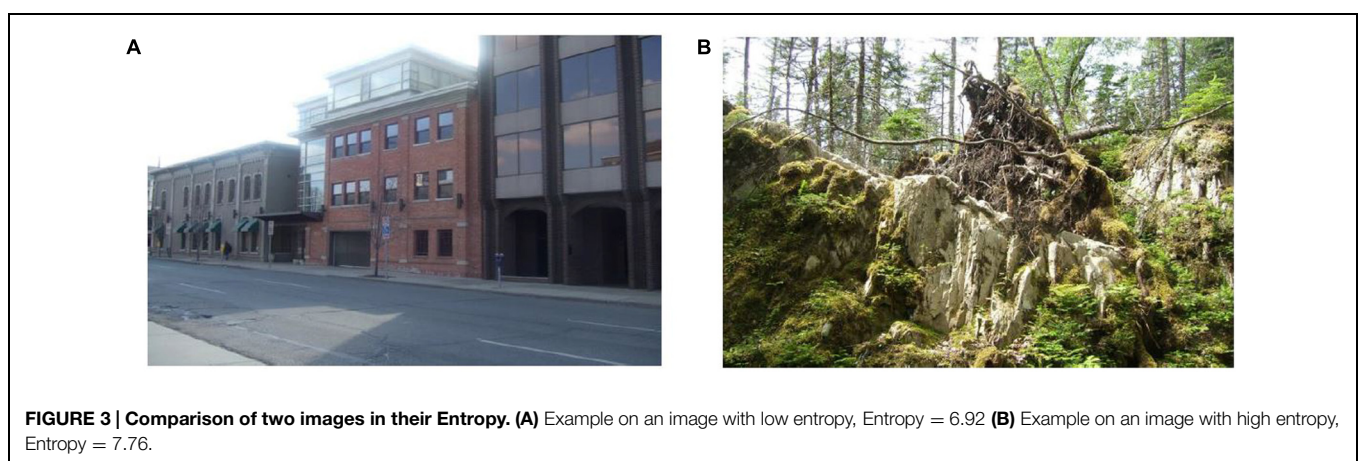 A
B
FIGURE 3 | Comparison of two images in their Entropy. (A) Example on an image with low entropy, Entropy = 6.92 (B) Example on an image with high entropy,
Entropy = 7.76.